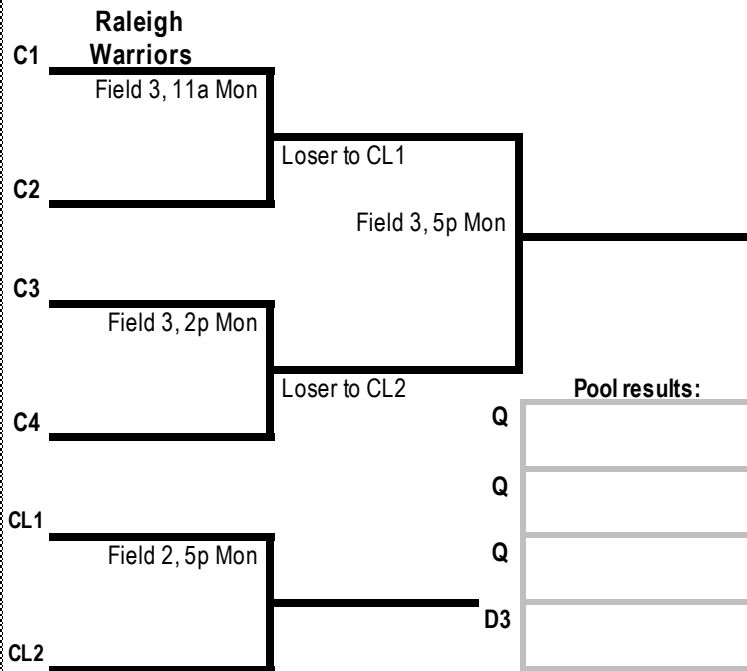 Raleigh
C1 Warriors
Field 3, 11a Mon
Loser to CL1
C2
Field 3, 5p Mon
C3
Field 3, 2p Mon
Loser to CL2
Pool results:
C4
Q
Q
CL1
Field 2, 5p Mon
Q
D3
CL2